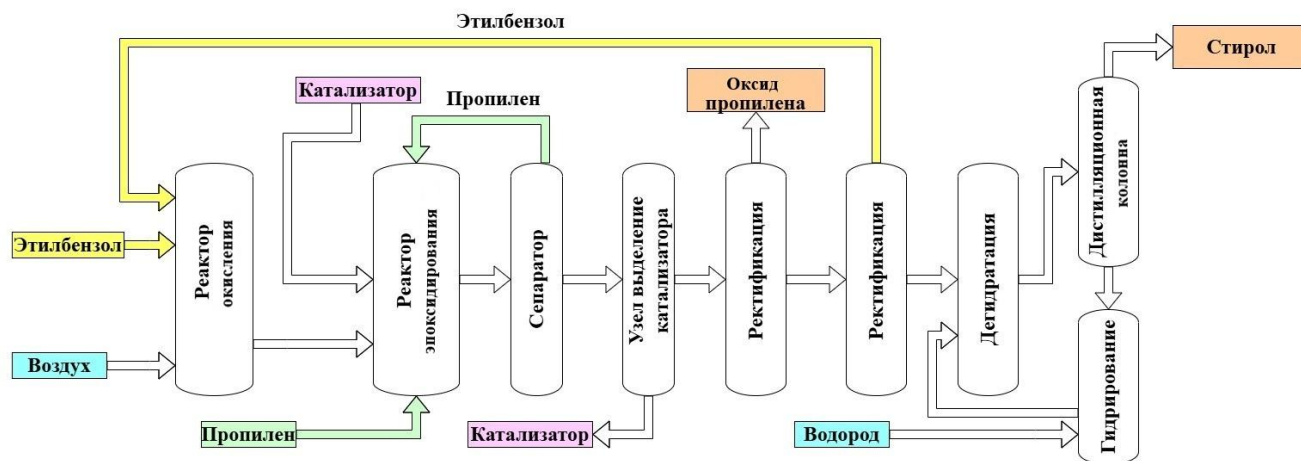 Этилбензол
Стирол
Катализатор
Пропилен
Оксид
пропилена
Этилбензол
Воздух
Реактор
окисления
Реактор
эпоксидирования
Сепаратор
Узел выделение
катализатора
Ректификация
Ректификация
Дегидратация
Дистилляционная
колонна
Гидрирование
Пропилен
Катализатор
Водород